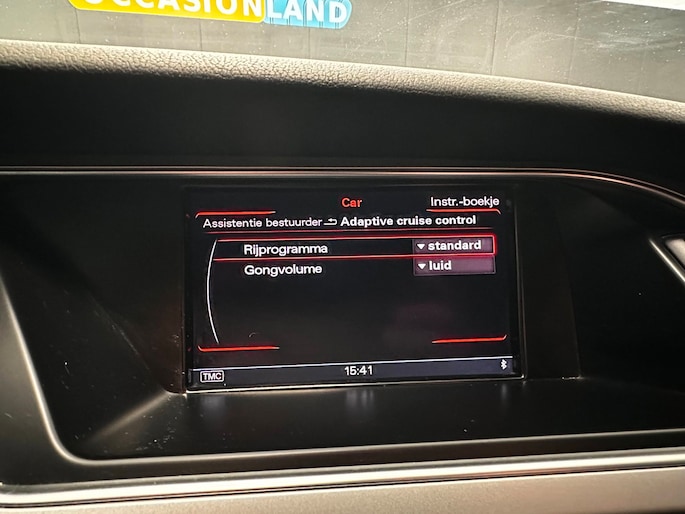 OCCASIONLAND
Car
Instr.-boekje
Assistentie bestuurder Adaptive cruise control
Rijprogramma standard
Gongvolume luid
TMC 15:41